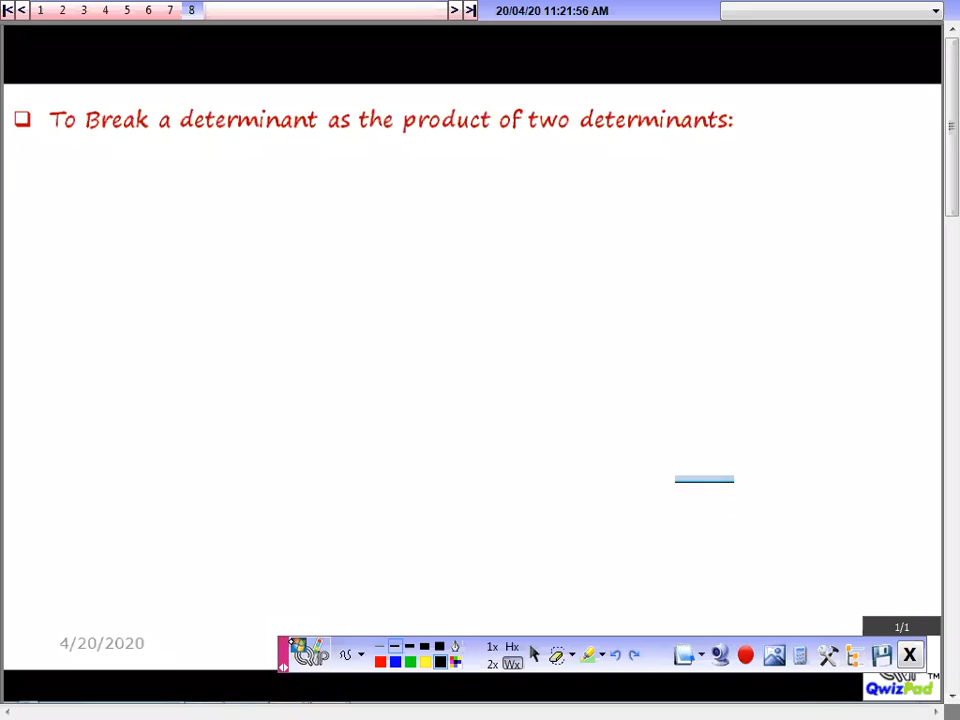 1 2 3 4 5 6 7 8
20/04/20 11:21:56 AM
❑ To Break a determinant as the product of two determinants:
1/1
4/20/2020
1x Hx
2x Wx
X
QwizPad™